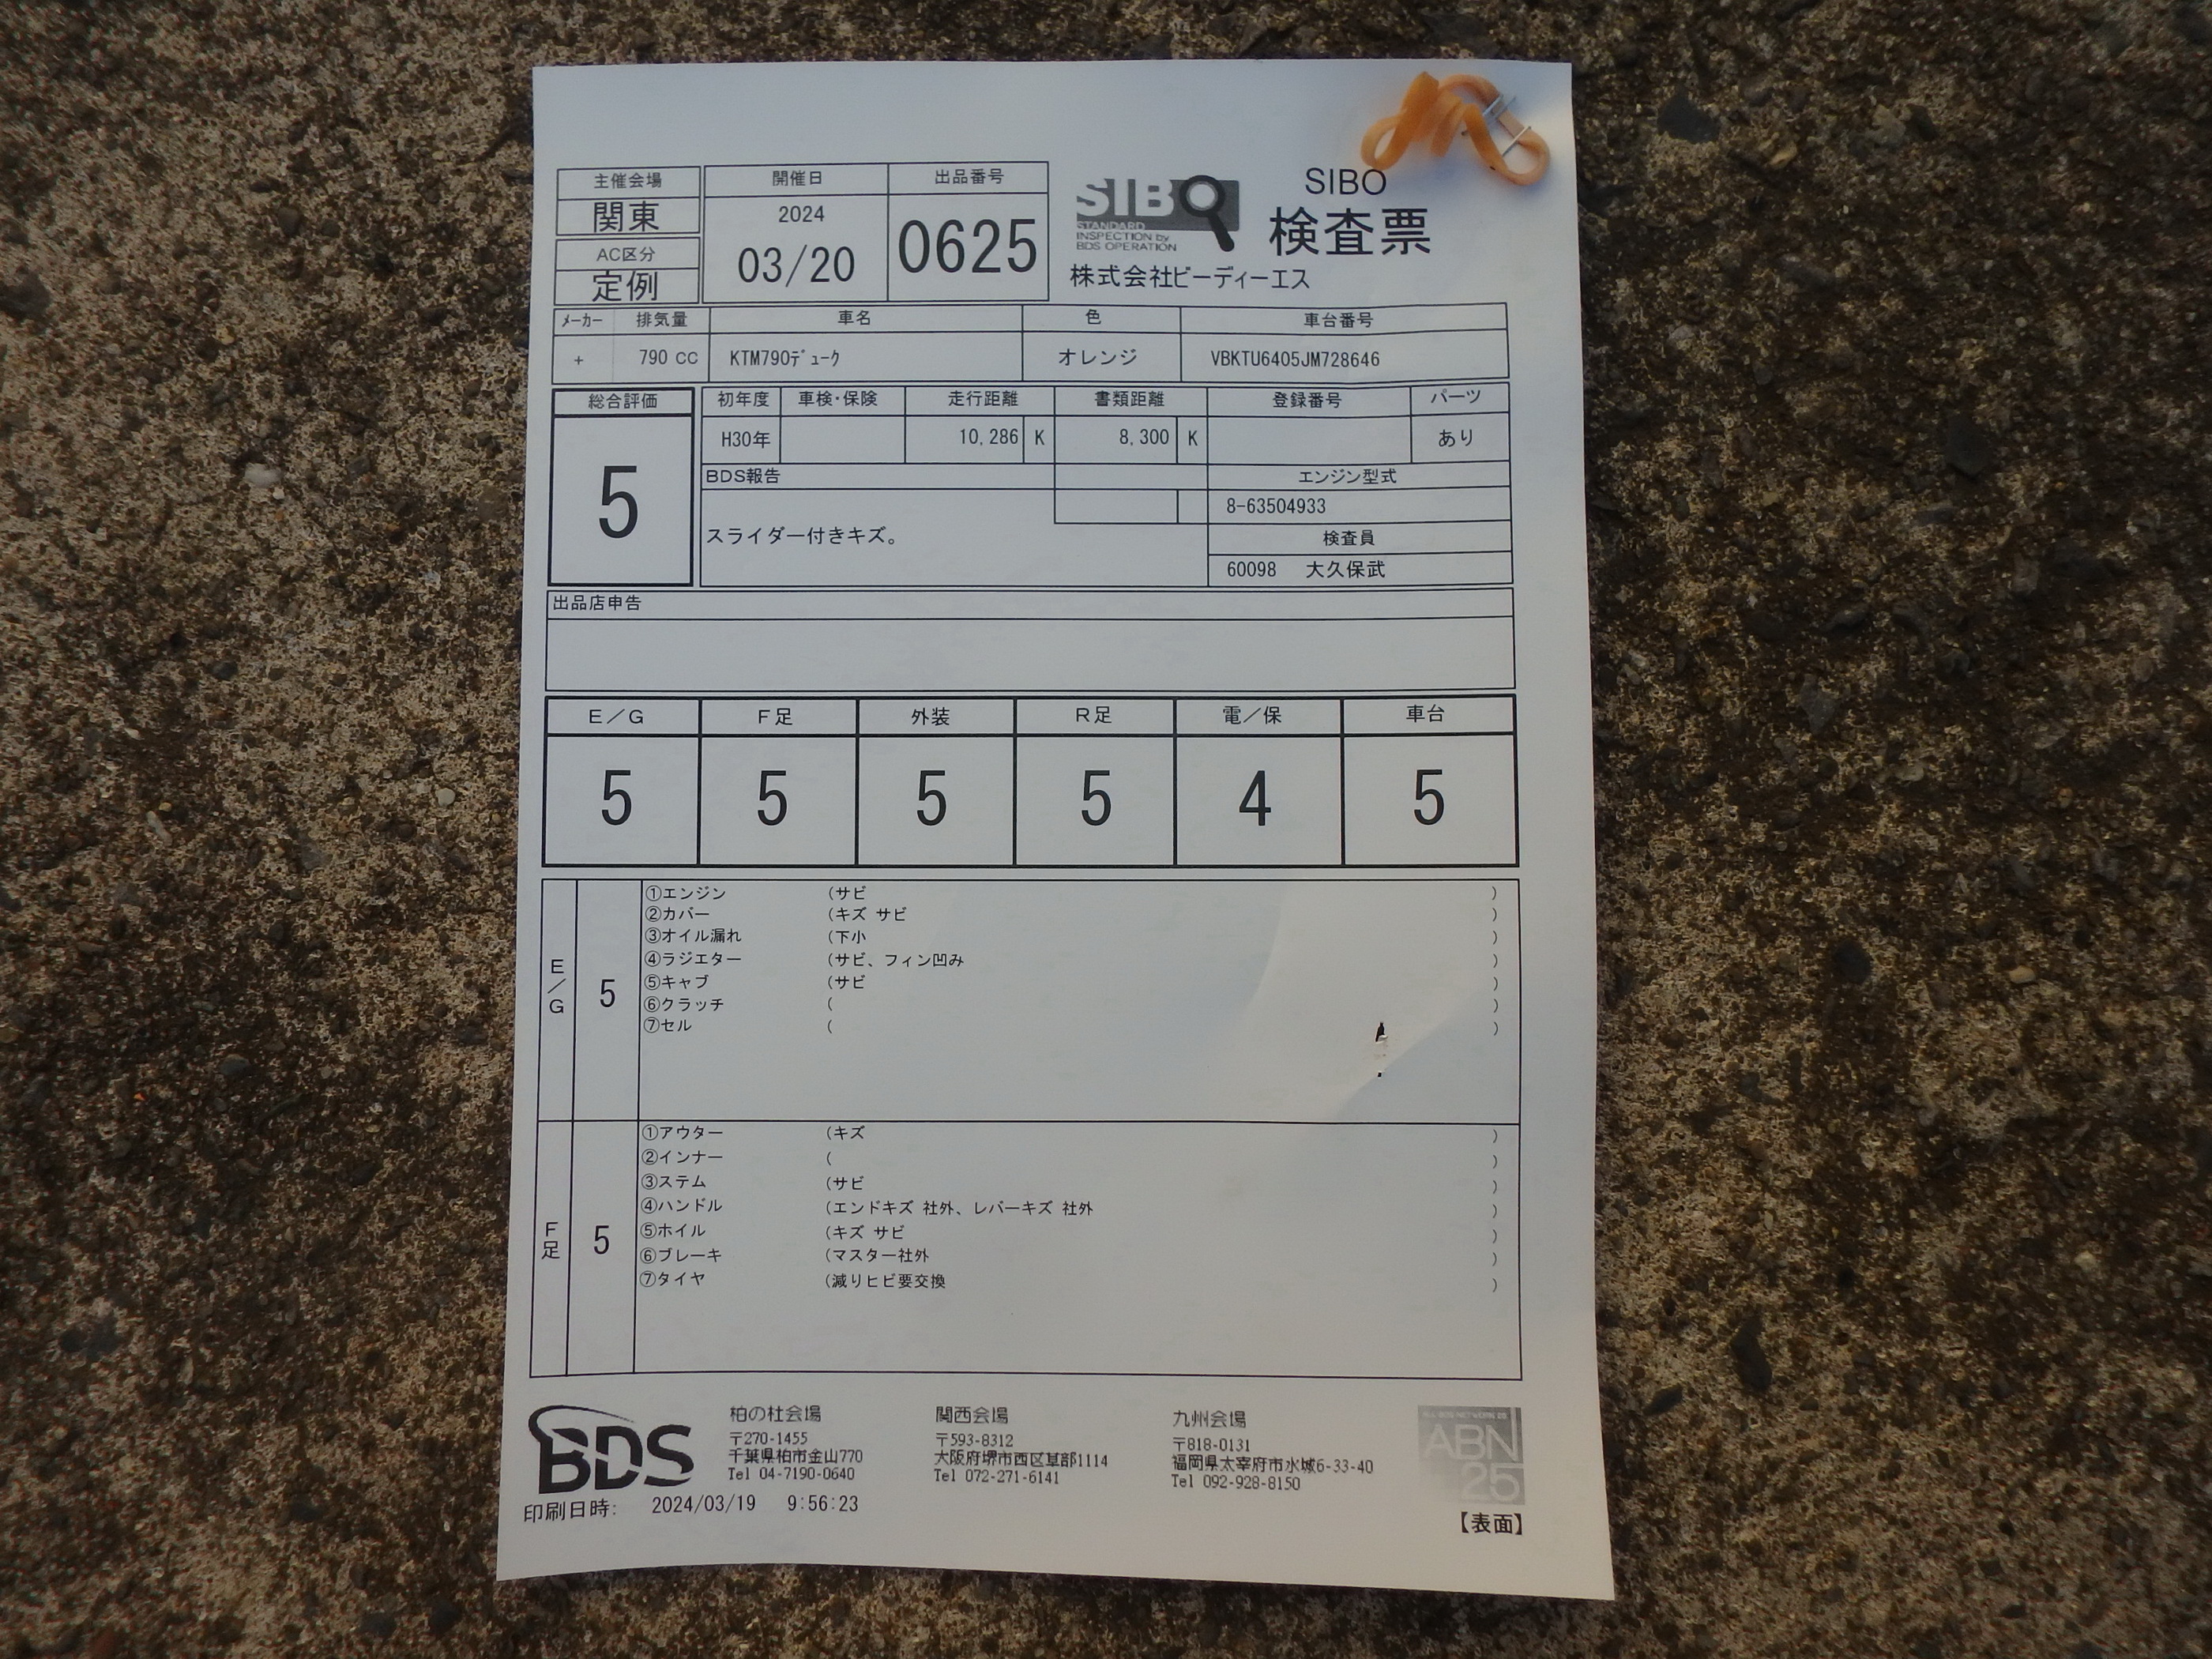 主催会場
関東
AC区分
定例
開催日
2024
03/20
出品番号
0625
SIBO
STANDARD
INSPECTION by
BDS OPERATION
SIBO
検査票
株式会社ビーディーエス
メーカー 排気量 車名 色 車台番号
+ 790 CC KTM790デューク オレンジ VBKTU6405JM728646
総合評価
5
初年度 車検・保険 走行距離 書類距離 登録番号 パーツ
H30年 10,286 K 8,300 K あり
BDS報告
スライダー付きキズ。
エンジン型式
8-63504933
検査員
60098 大久保武
出品店申告
E/G F足 外装 R足 電/保 車台
5 5 5 5 4 5
E/G
5
①エンジン (サビ )
②カバー (キズ サビ )
③オイル漏れ (下小 )
④ラジエター (サビ、フィン凹み )
⑤キャブ (サビ )
⑥クラッチ ( )
⑦セル ( )
F足
5
①アウター (キズ )
②インナー ( )
③ステム (サビ )
④ハンドル (エンドキズ 社外、レバーキズ 社外 )
⑤ホイル (キズ サビ )
⑥ブレーキ (マスター社外 )
⑦タイヤ (減りヒビ要交換 )
BDS
柏の杜会場
〒270-1455
千葉県柏市金山770
Tel 04-7190-0640
関西会場
〒593-8312
大阪府堺市西区草部1114
Tel 072-271-6141
九州会場
〒818-0131
福岡県太宰府市水城6-33-40
Tel 092-928-8150
ABN
25
印刷日時: 2024/03/19 9:56:23
【表面】